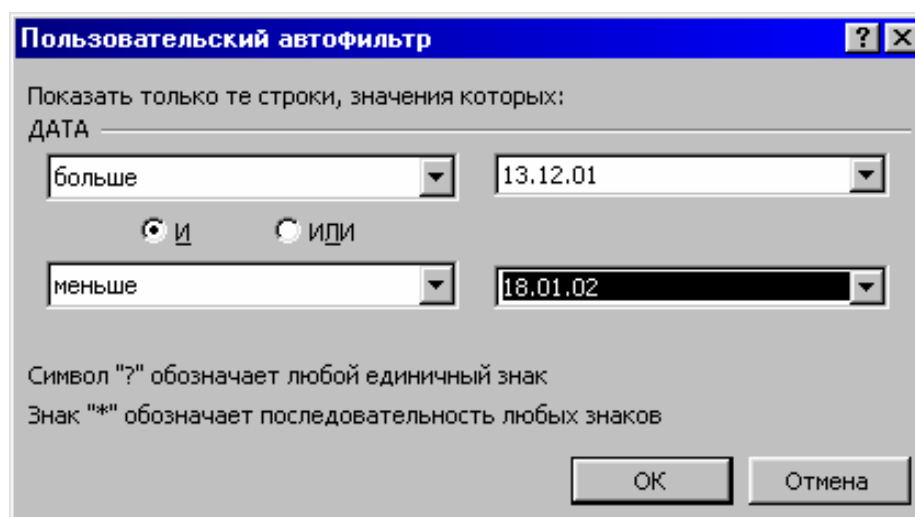 Пользовательский автофильтр ?
Показать только те строки, значения которых:
ДАТА
больше 13.12.01
И ИЛИ
меньше 18.01.02
Символ "?" обозначает любой единичный знак
Знак "*" обозначает последовательность любых знаков
ОК Отмена